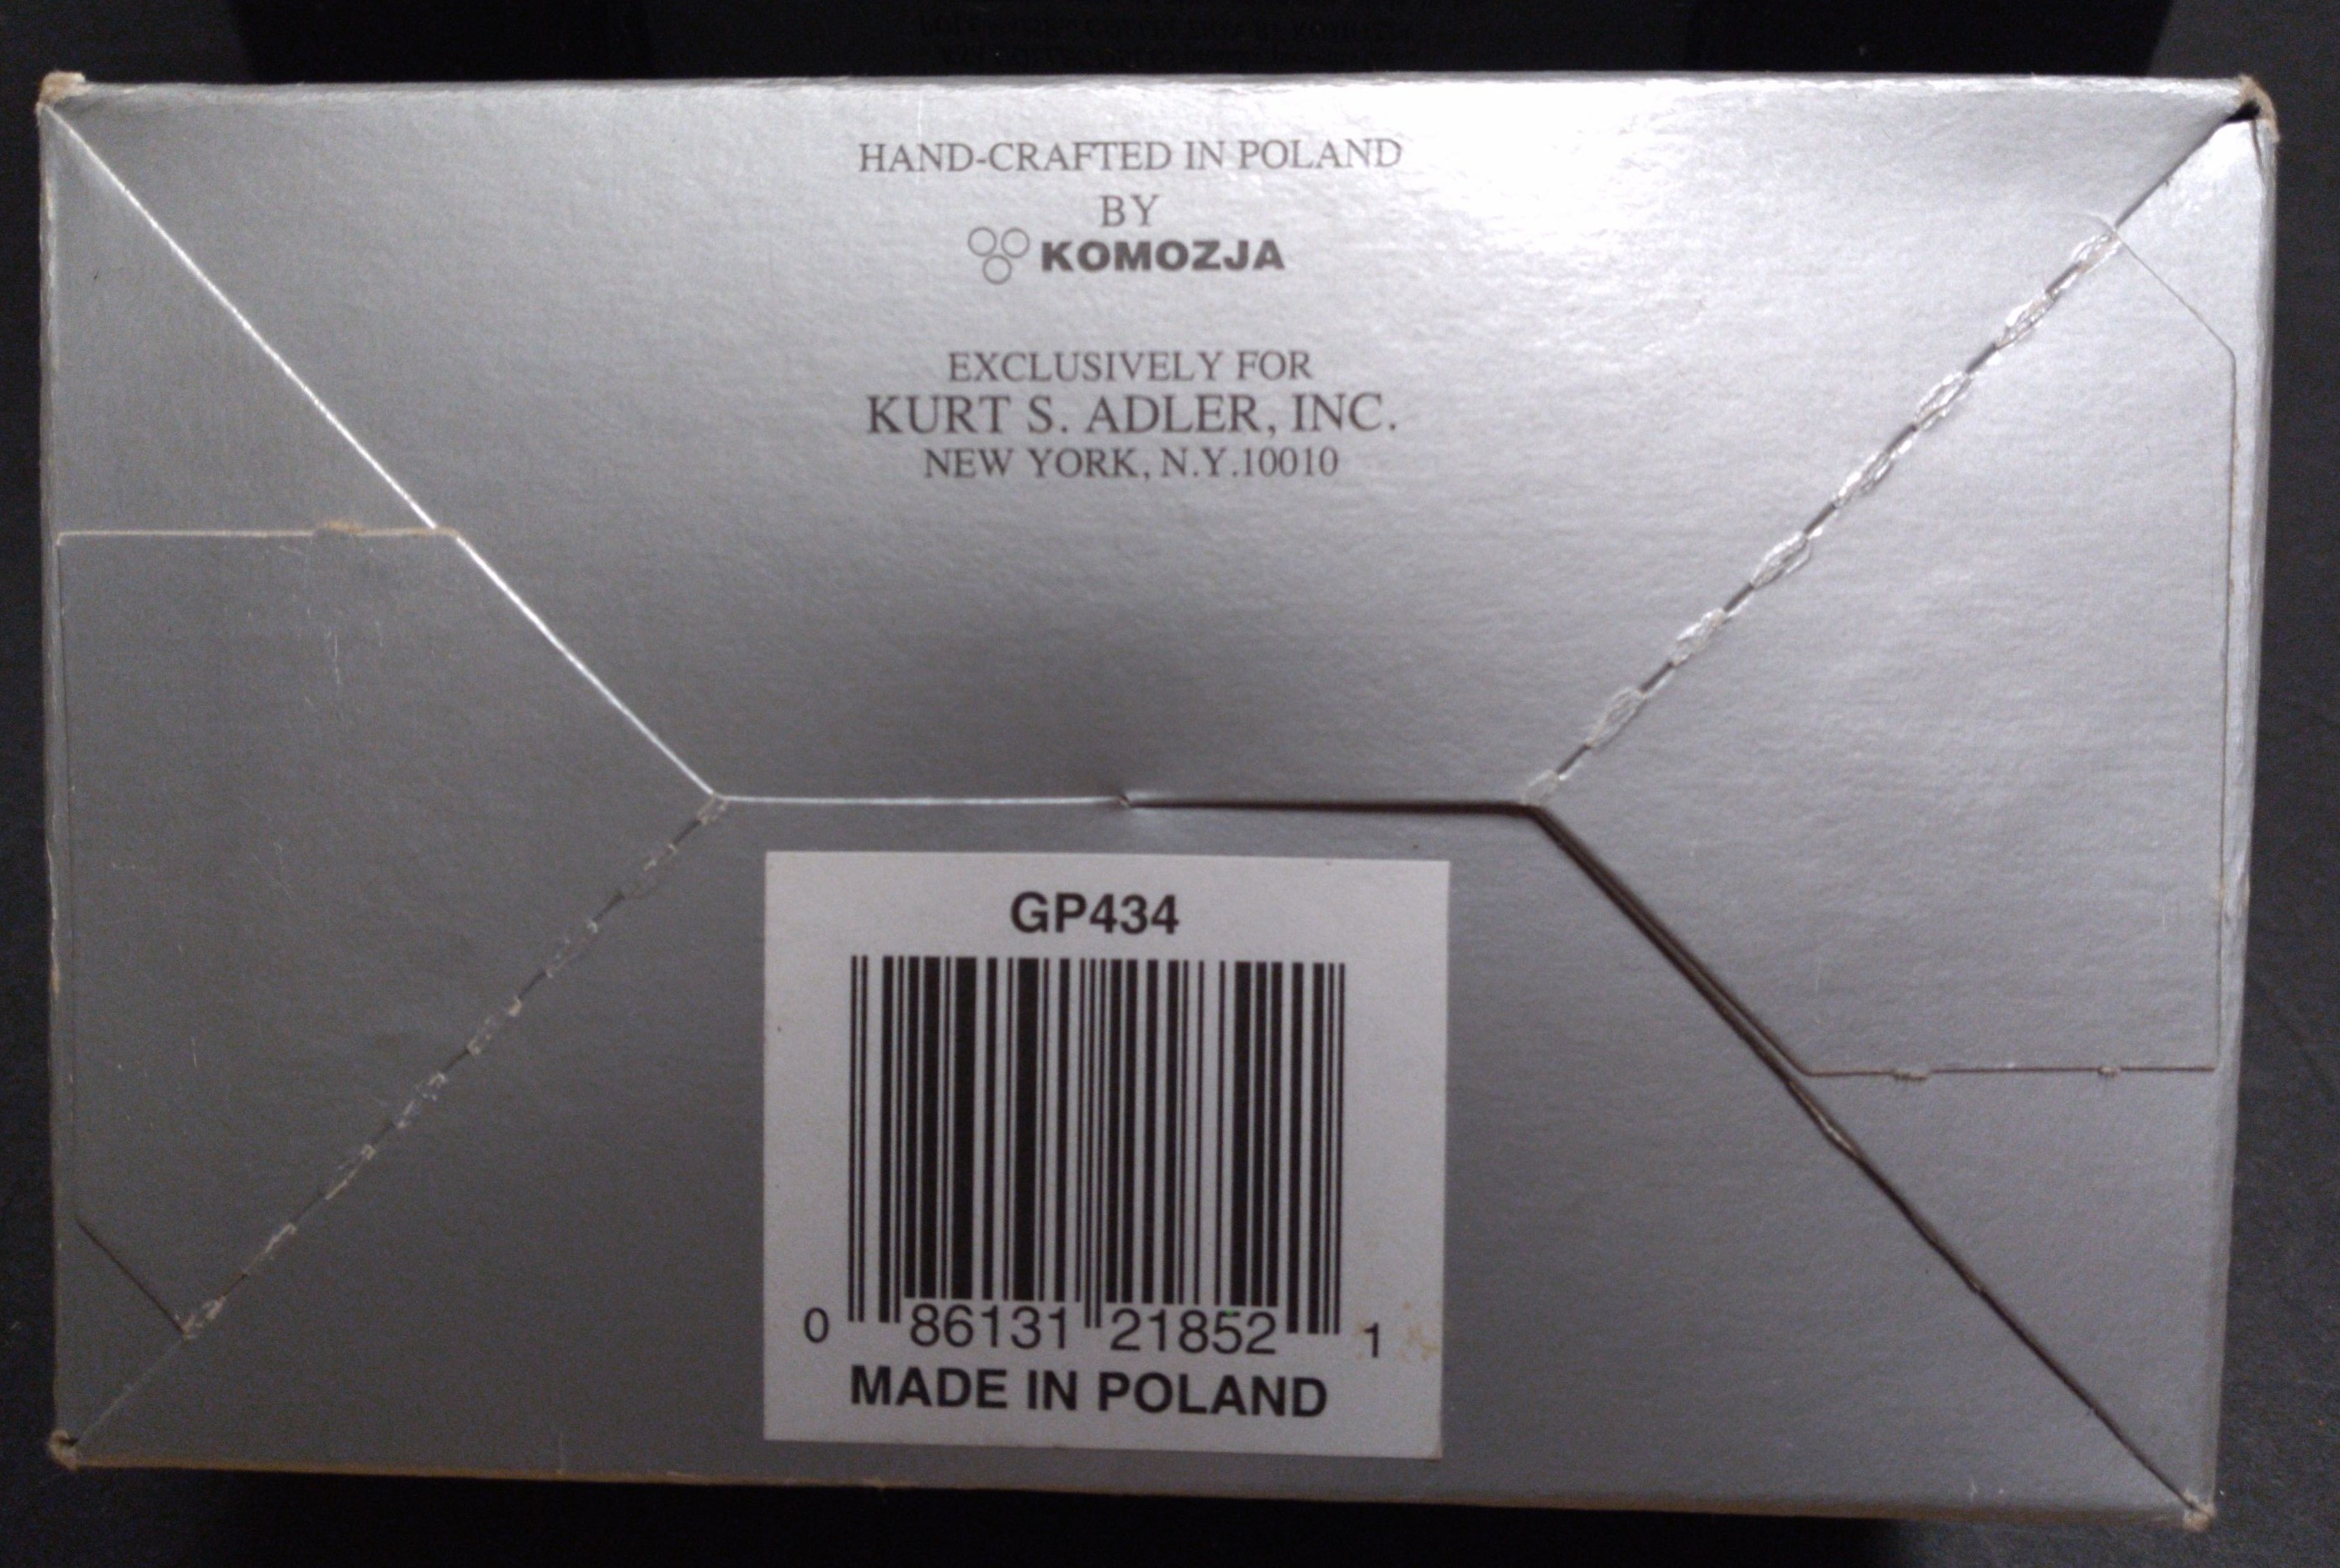 HAND-CRAFTED IN POLAND
BY
KOMOZJA
EXCLUSIVELY FOR
KURT S. ADLER, INC.
NEW YORK, N.Y.10010
GP434
0 86131 21852 1
MADE IN POLAND